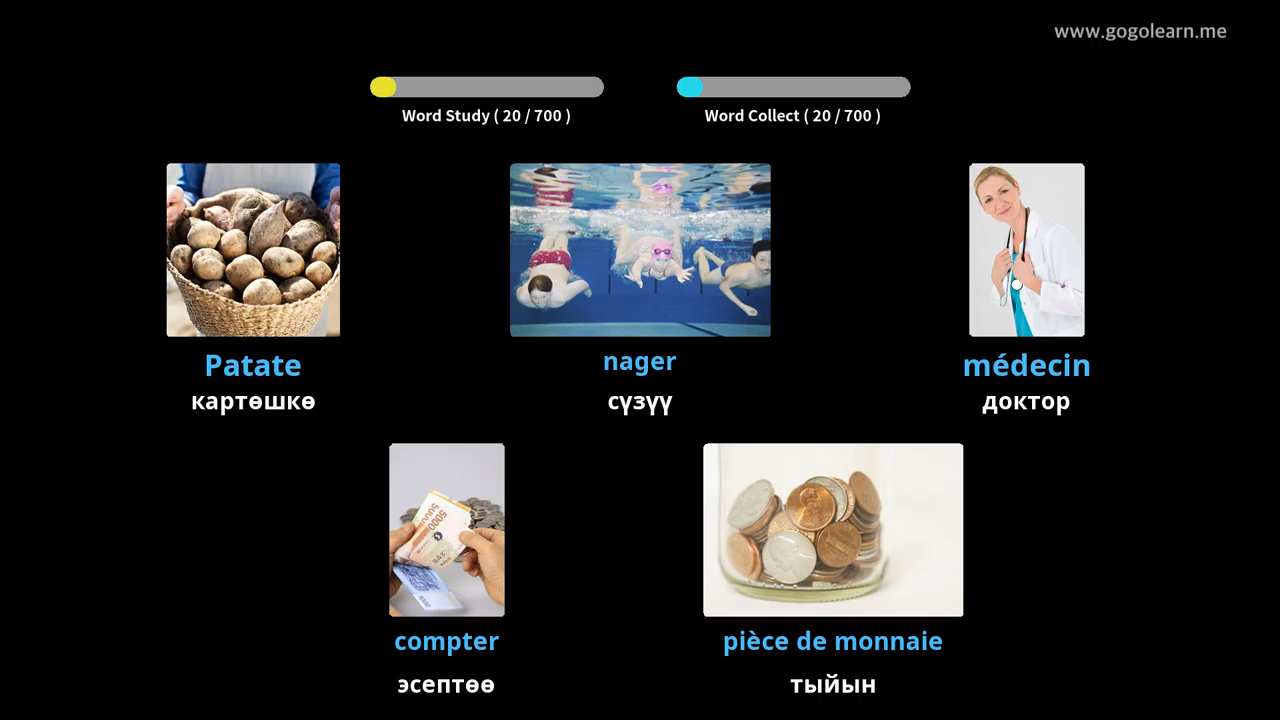 www.gogolearn.me
Word Study ( 20 / 700 )
Word Collect ( 20 / 700 )
Patate
картөшкө
nager
сүзүү
médecin
доктор
5000
compter
эсептөө
pièce de monnaie
тыйын